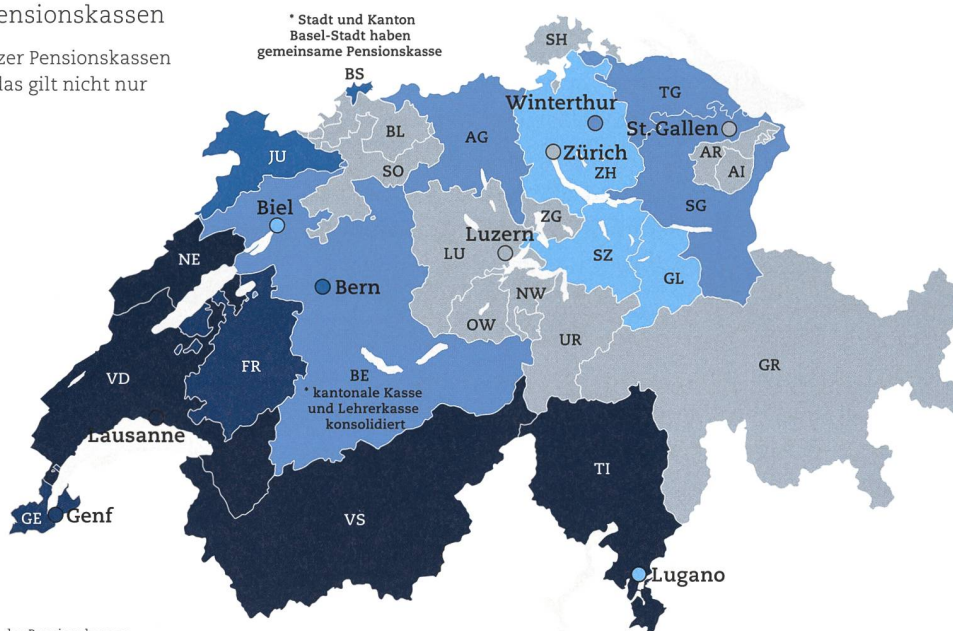 ensionskassen
zer Pensionskassen
das gilt nicht nur
* Stadt und Kanton
Basel-Stadt haben
gemeinsame Pensionskasse
BS
SH
TG
Winterthur
St. Gallen
BL
AG
JU
Zürich
AR
ZH
AI
SO
SG
Biel
ZG
Luzern
NE
LU
SZ
GL
Bern
NW
OW
UR
FR
GR
VD
BE
* kantonale Kasse
und Lehrerkasse
konsolidiert
Lausanne
TI
GE
Genf
VS
Lugano